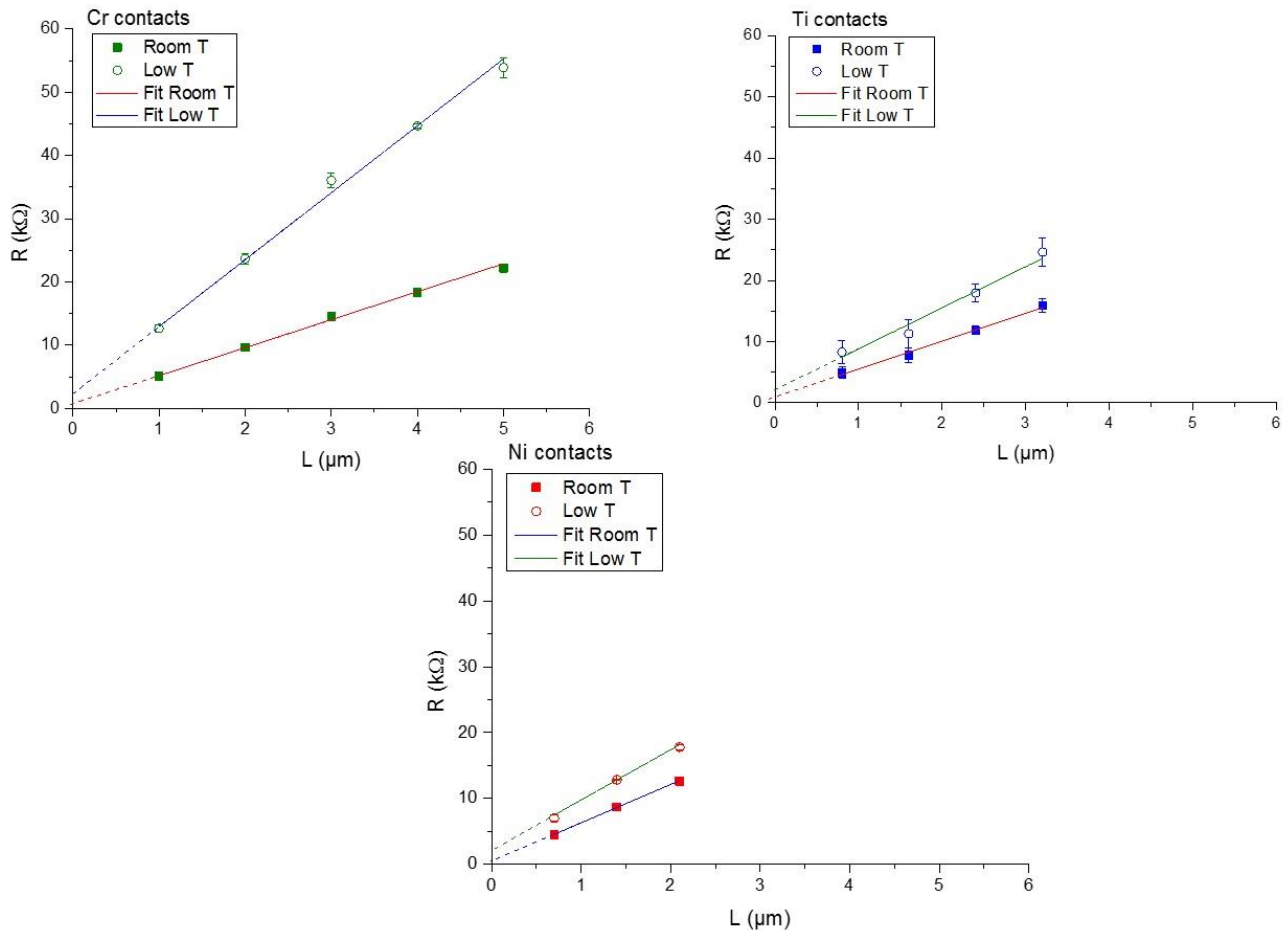 Cr contacts
Room T
Low T
Fit Room T
Fit Low T
60
50
40
30
20
10
0
R (kΩ)
0 1 2 3 4 5 6
L (µm)
Ti contacts
Room T
Low T
Fit Room T
Fit Low T
60
50
40
30
20
10
0
R (kΩ)
0 1 2 3 4 5 6
L (µm)
Ni contacts
Room T
Low T
Fit Room T
Fit Low T
60
50
40
30
20
10
0
R (kΩ)
0 1 2 3 4 5 6
L (µm)